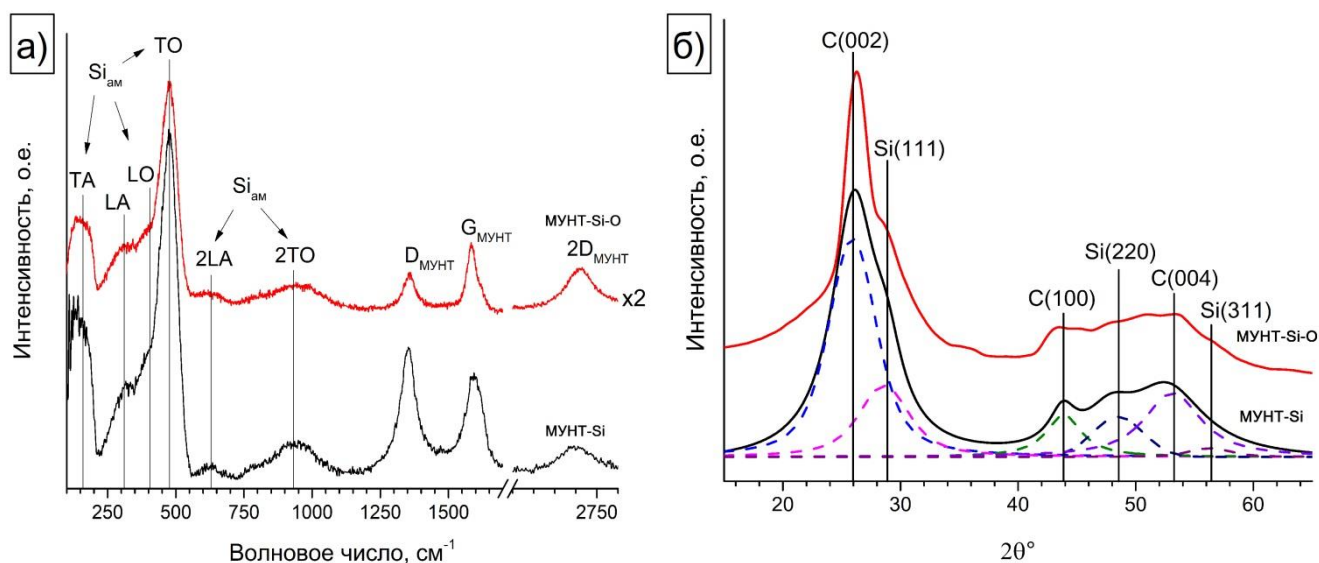 а)
Интенсивность, о.е.
TO
Siам
LO
TA
LA
Siам
2LA
2TO
DМУНТ
GМУНТ
МУНТ-Si-O
2DМУНТ
x2
МУНТ-Si
250 500 750 1000 1250 1500 2750
Волновое число, см-1
б)
Интенсивность, о.е.
C(002)
Si(111)
Si(220)
C(004)
C(100)
Si(311)
МУНТ-Si-O
МУНТ-Si
20 30 40 50 60
2θ°